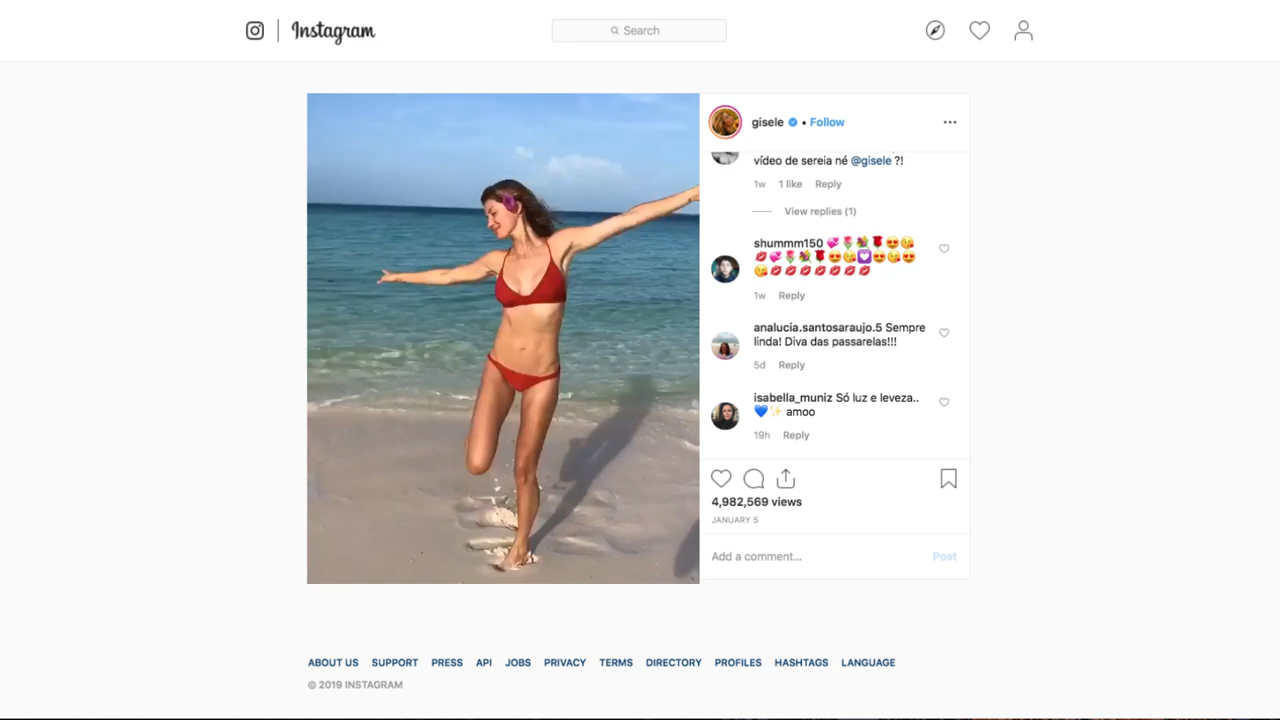 Instagram
Search
gisele • Follow
vídeo de sereia né @gisele ?!
1w 1 like Reply
View replies (1)
shummm150 💞🌷💐🌹😍😘
💋💞🌷💐🌹😍😘💟😍😘😍
😘💋💋💋💋💋💋💋
1w Reply
analucia.santosaraujo.5 Sempre
linda! Diva das passarelas!!!
5d Reply
isabella_muniz Só luz e leveza..
💙✨ amoo
19h Reply
4,982,569 views
JANUARY 5
Add a comment... Post
ABOUT US SUPPORT PRESS API JOBS PRIVACY TERMS DIRECTORY PROFILES HASHTAGS LANGUAGE
© 2019 INSTAGRAM